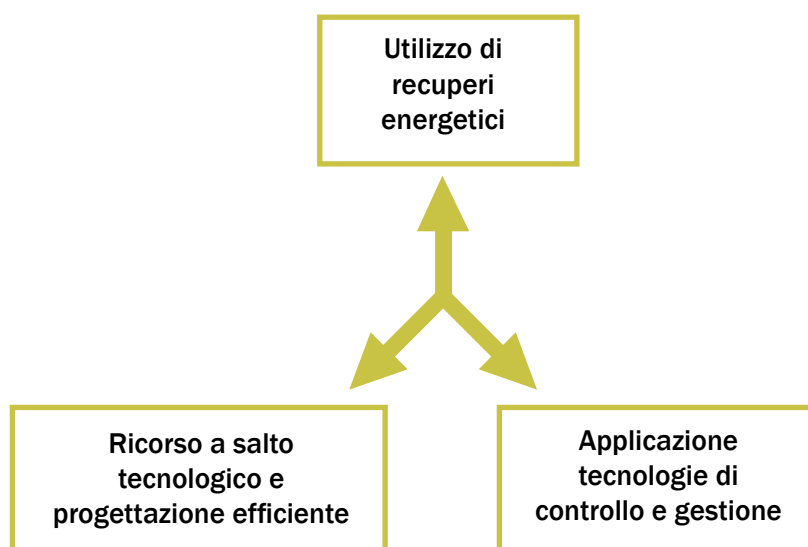 Utilizzo di
recuperi
energetici
Ricorso a salto
tecnologico e
progettazione efficiente
Applicazione
tecnologie di
controllo e gestione